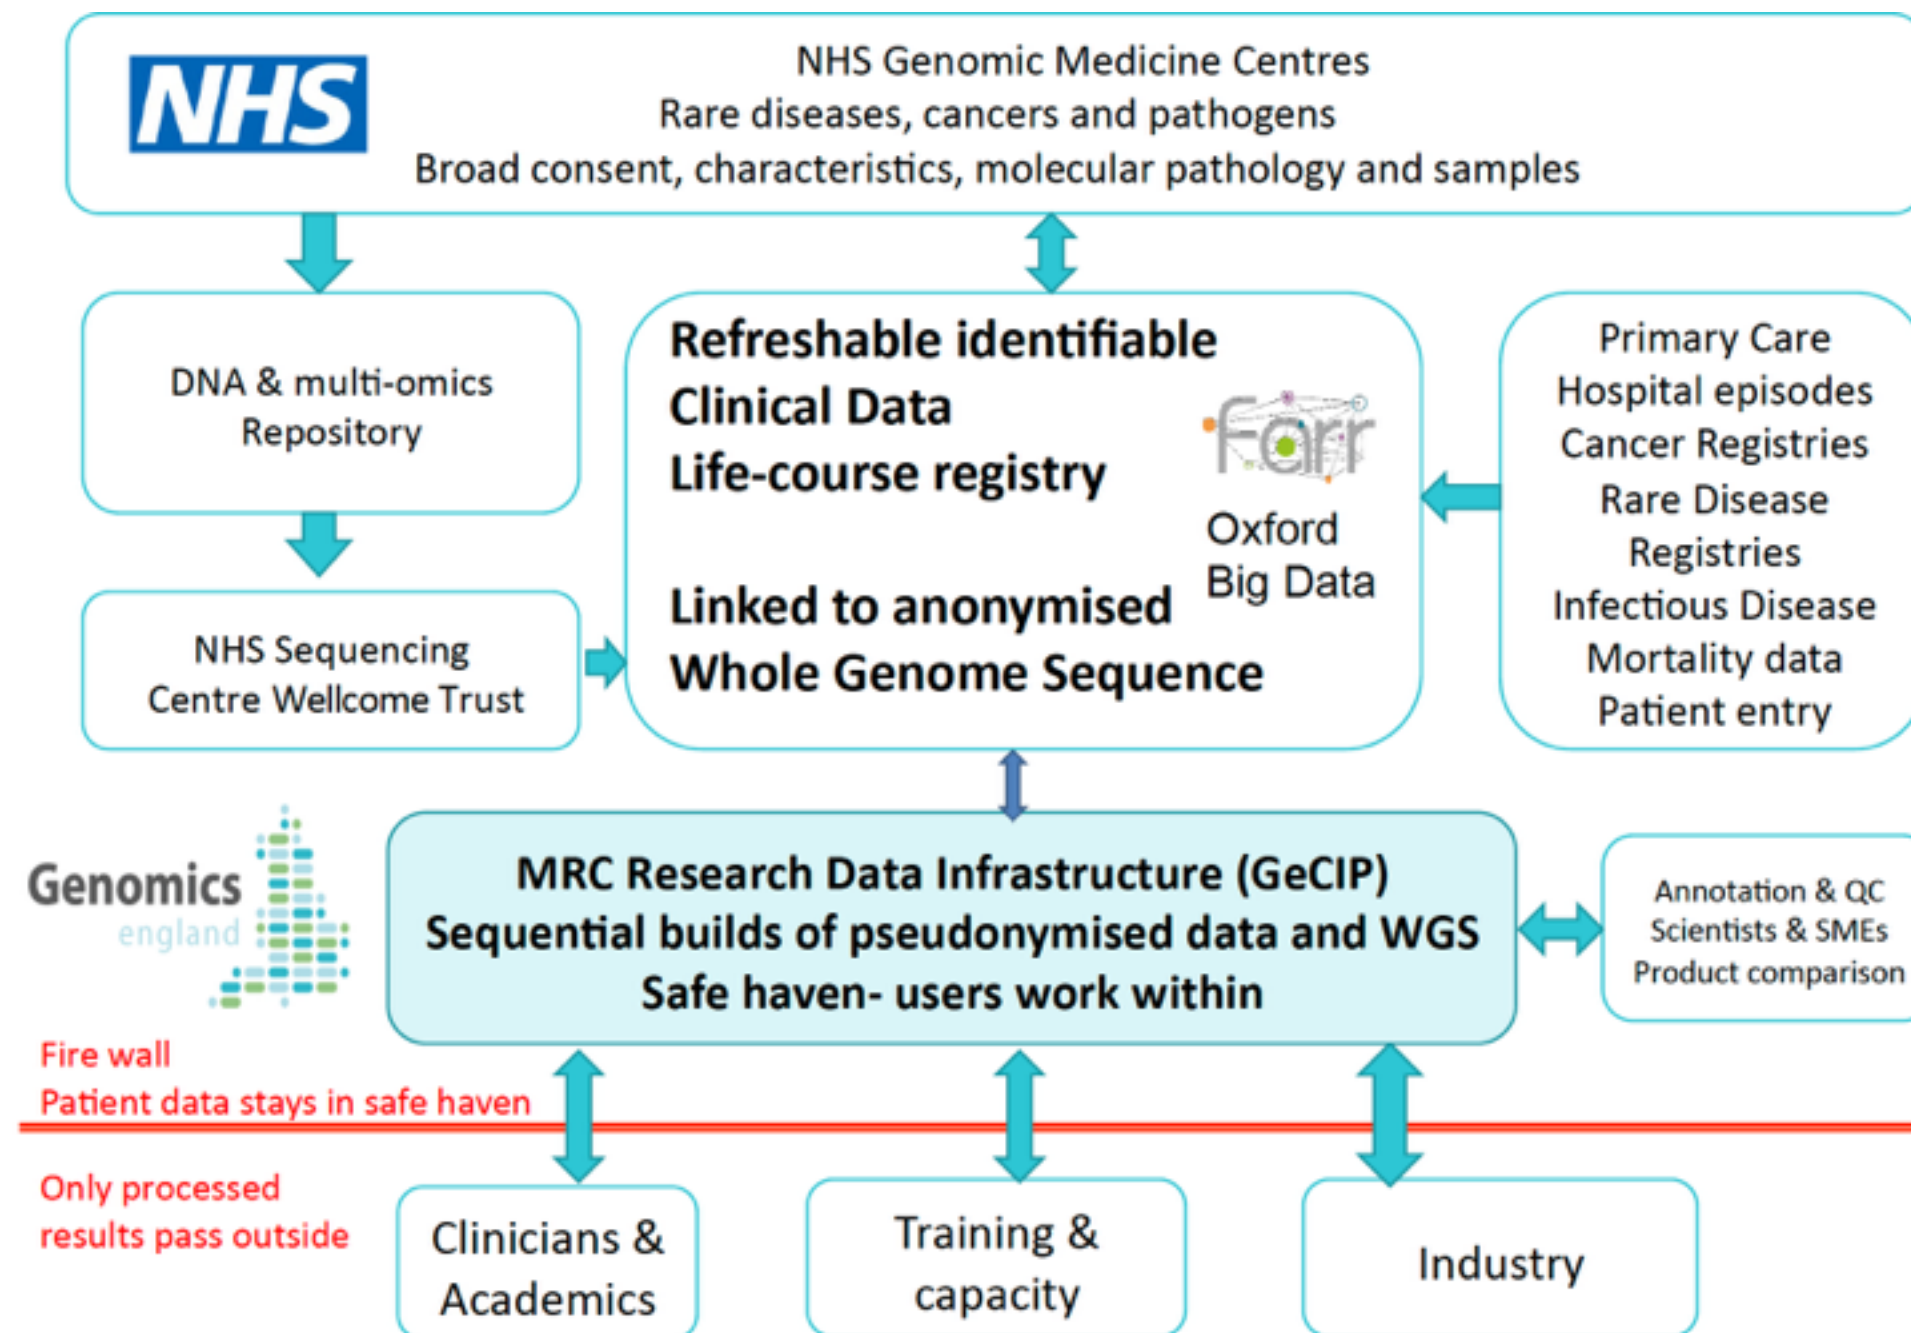 NHS
NHS Genomic Medicine Centres
Rare diseases, cancers and pathogens
Broad consent, characteristics, molecular pathology and samples
DNA & multi-omics
Repository
NHS Sequencing
Centre Wellcome Trust
Refreshable identifiable
Clinical Data
Life-course registry
Linked to anonymised
Whole Genome Sequence
farr
Oxford
Big Data
Primary Care
Hospital episodes
Cancer Registries
Rare Disease
Registries
Infectious Disease
Mortality data
Patient entry
Genomics
england
MRC Research Data Infrastructure (GeCIP)
Sequential builds of pseudonymised data and WGS
Safe haven- users work within
Annotation & QC
Scientists & SMEs
Product comparison
Fire wall
Patient data stays in safe haven
Only processed
results pass outside
Clinicians &
Academics
Training &
capacity
Industry